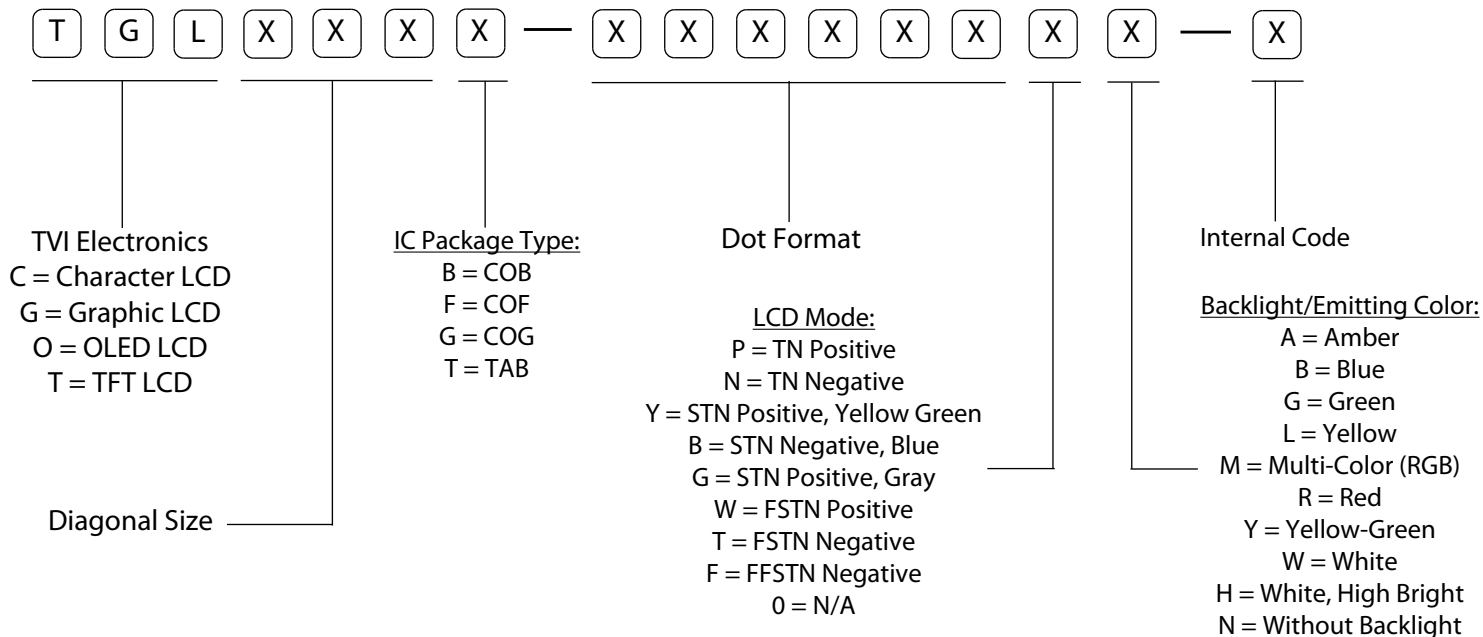 T G L X X X X — X X X X X X X X — X
TVI Electronics
C = Character LCD
G = Graphic LCD
O = OLED LCD
T = TFT LCD
Diagonal Size
IC Package Type:
B = COB
F = COF
G = COG
T = TAB
Dot Format
LCD Mode:
P = TN Positive
N = TN Negative
Y = STN Positive, Yellow Green
B = STN Negative, Blue
G = STN Positive, Gray
W = FSTN Positive
T = FSTN Negative
F = FFSTN Negative
0 = N/A
Internal Code
Backlight/Emitting Color:
A = Amber
B = Blue
G = Green
L = Yellow
M = Multi-Color (RGB)
R = Red
Y = Yellow-Green
W = White
H = White, High Bright
N = Without Backlight